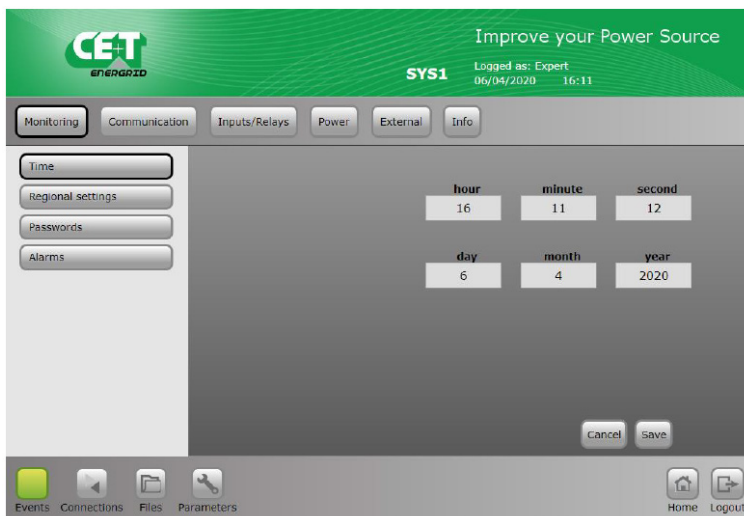 CE+T
ENERGRID
Improve your Power Source
SYS1
Logged as: Expert
06/04/2020 16:11
Monitoring Communication Inputs/Relays Power External Info
Time
Regional settings
Passwords
Alarms
hour minute second
16 11 12
day month year
6 4 2020
Cancel Save
Events Connections Files Parameters Home Logout